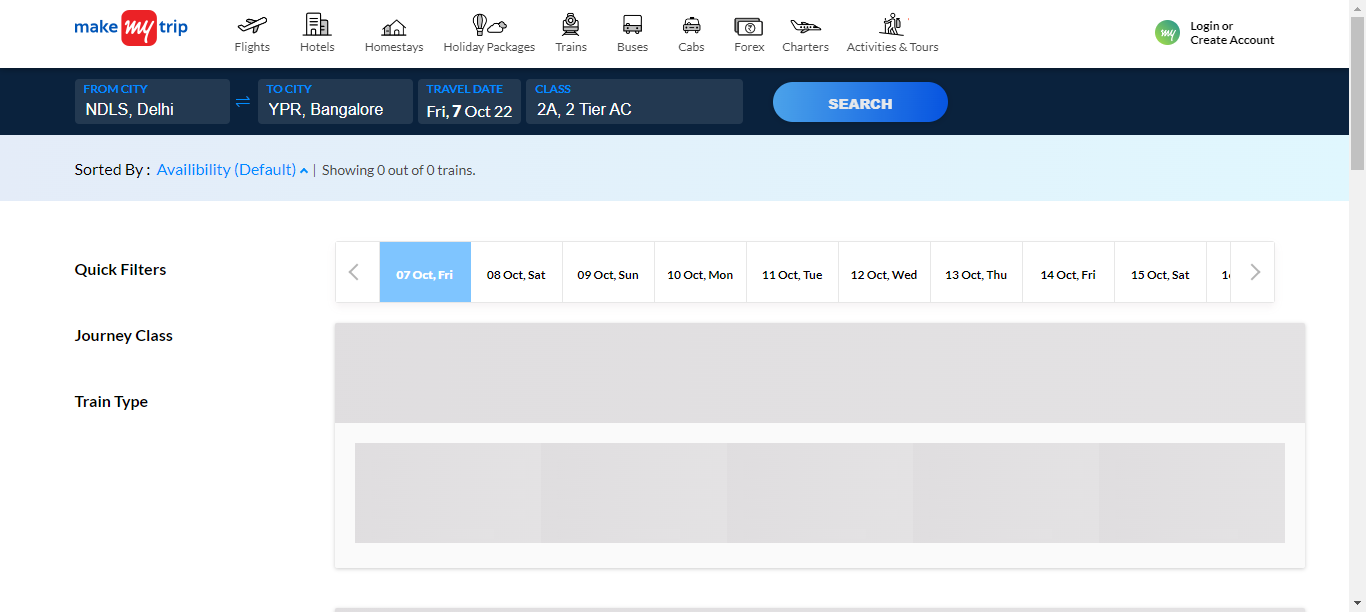 make my trip
Flights
Hotels
Homestays
Holiday Packages
Trains
Buses
Cabs
Forex
Charters
Activities & Tours
my
Login or
Create Account
FROM CITY
NDLS, Delhi
TO CITY
YPR, Bangalore
TRAVEL DATE
Fri, 7 Oct 22
CLASS
2A, 2 Tier AC
SEARCH
Sorted By : Availibility (Default) | Showing 0 out of 0 trains.
07 Oct, Fri
08 Oct, Sat
09 Oct, Sun
10 Oct, Mon
11 Oct, Tue
12 Oct, Wed
13 Oct, Thu
14 Oct, Fri
15 Oct, Sat
Quick Filters
Journey Class
Train Type